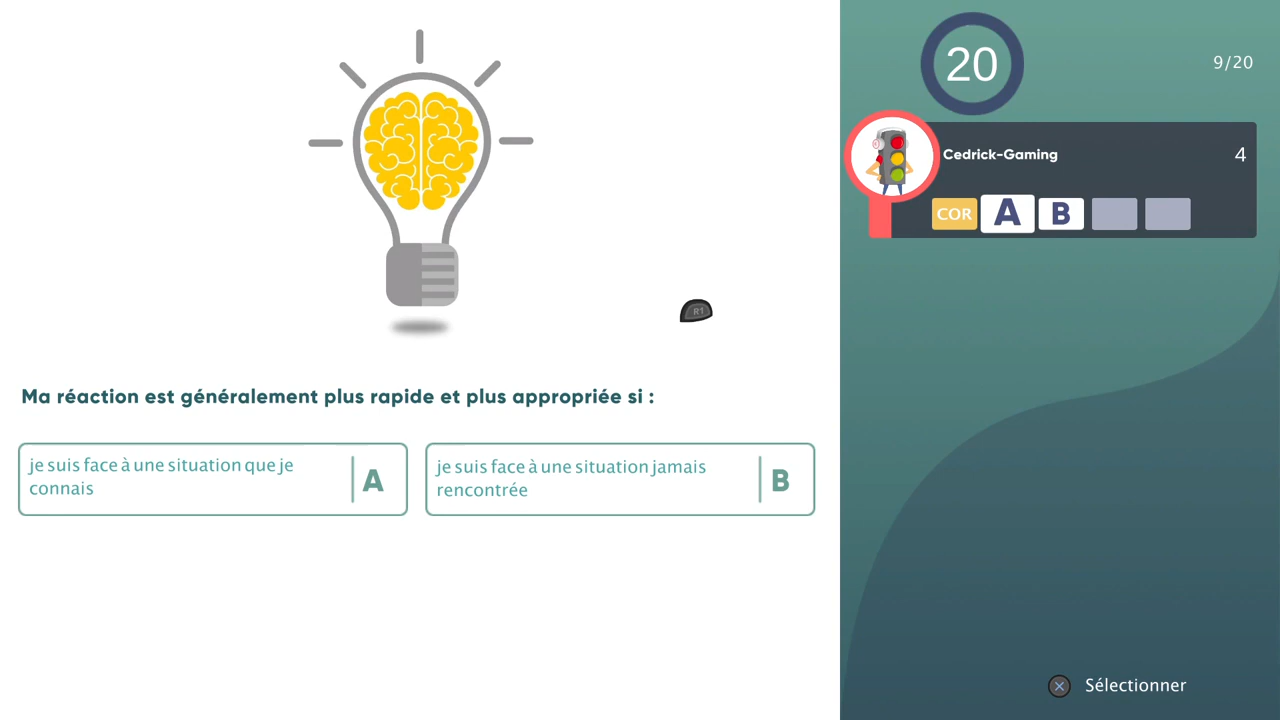 20
9/20
Cedrick-Gaming
4
COR
A
B
R1
Ma réaction est généralement plus rapide et plus appropriée si :
je suis face à une situation que je
connais
A
je suis face à une situation jamais
rencontrée
B
Sélectionner